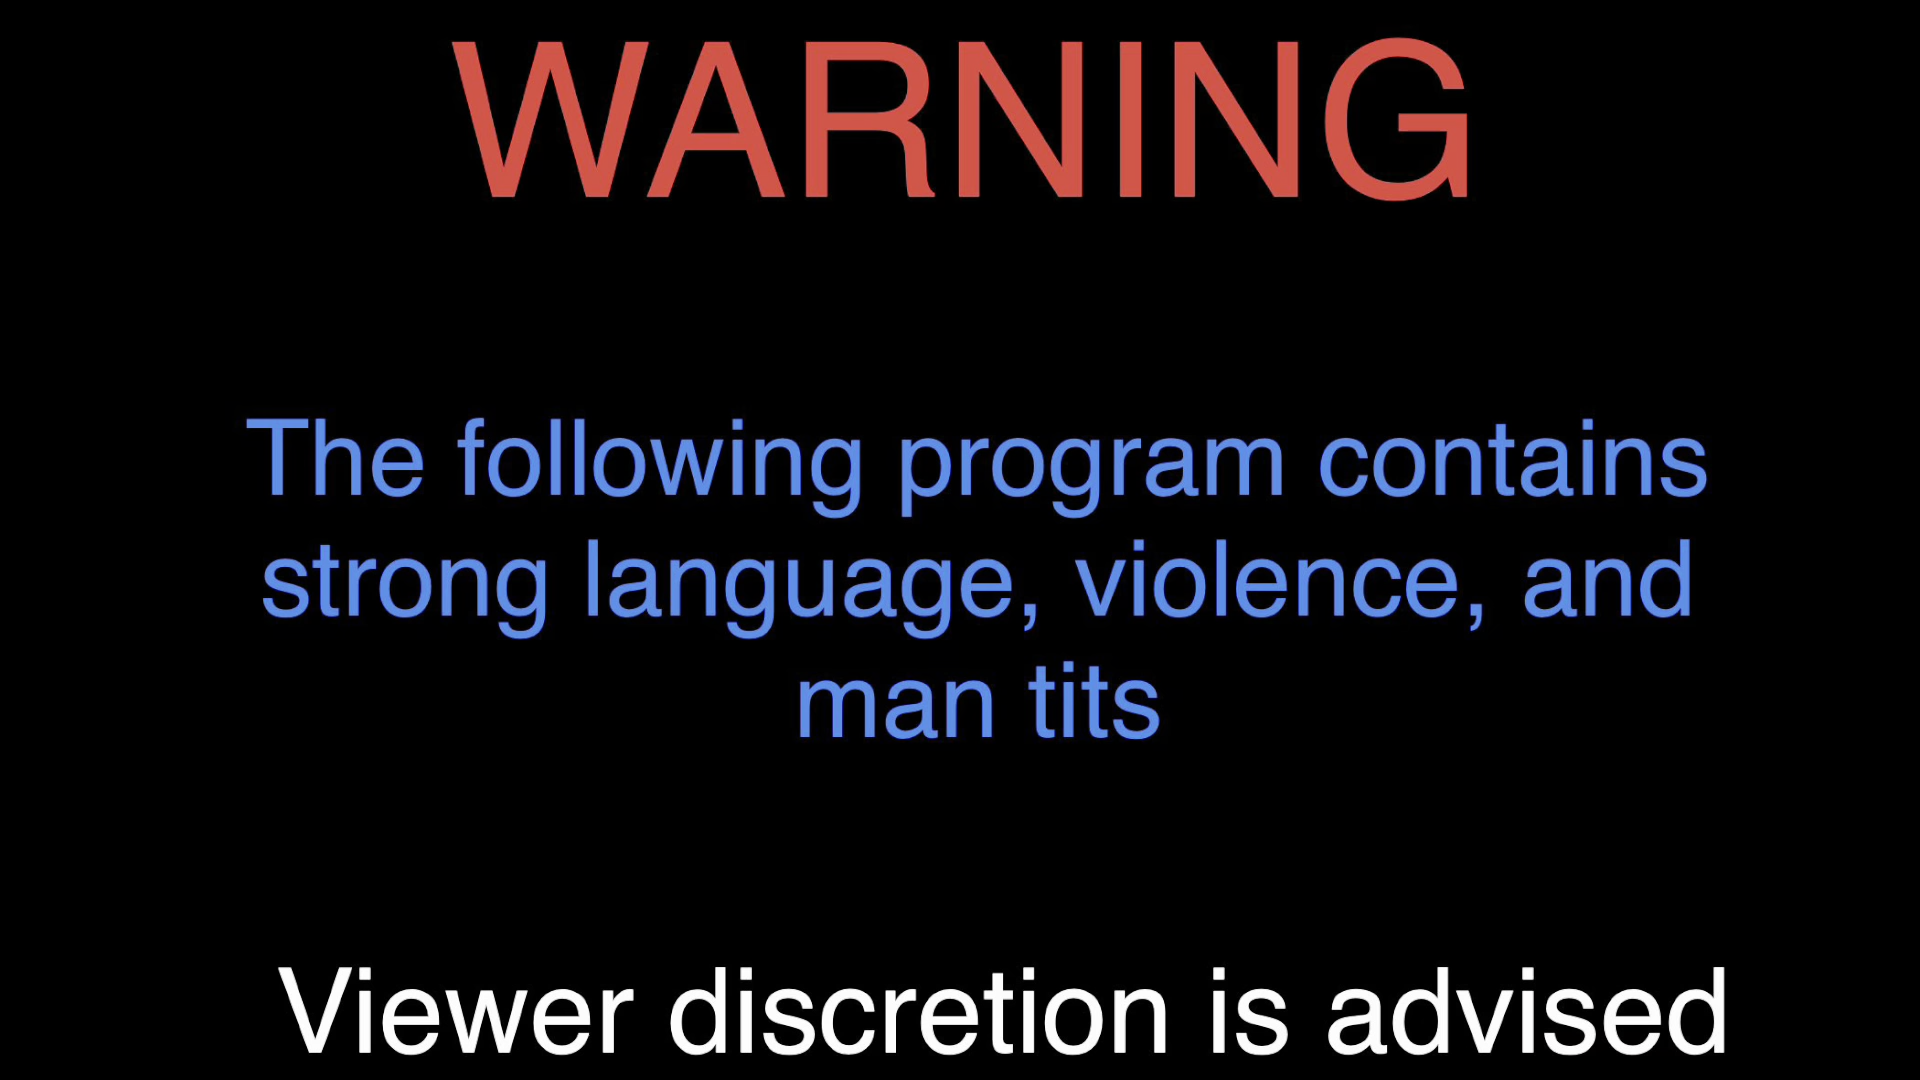 WARNING
The following program contains
strong language, violence, and
man tits
Viewer discretion is advised